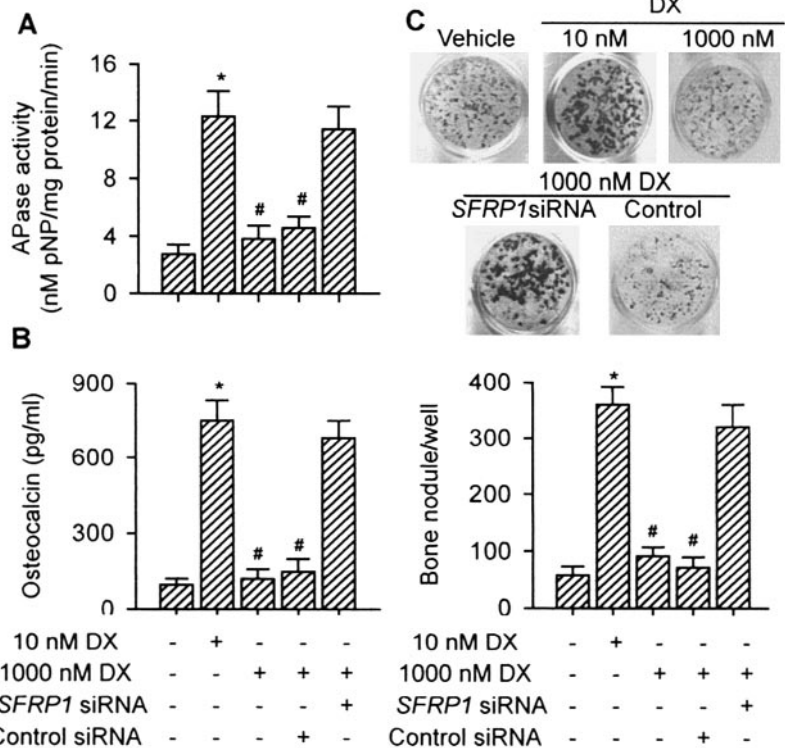 A
APase activity
(nM pNP/mg protein/min)
16
12
8
4
0
*
#
#
C
DX
Vehicle
10 nM
1000 nM
1000 nM DX
SFRP1siRNA
Control
B
Osteocalcin (pg/ml)
900
600
300
0
*
#
#
10 nM DX - + - - -
1000 nM DX - - + + +
SFRP1 siRNA - - - - +
Control siRNA - - - + -
Bone nodule/well
400
300
200
100
0
*
#
#
10 nM DX - + - - -
1000 nM DX - - + + +
SFRP1 siRNA - - - - +
Control siRNA - - - + -